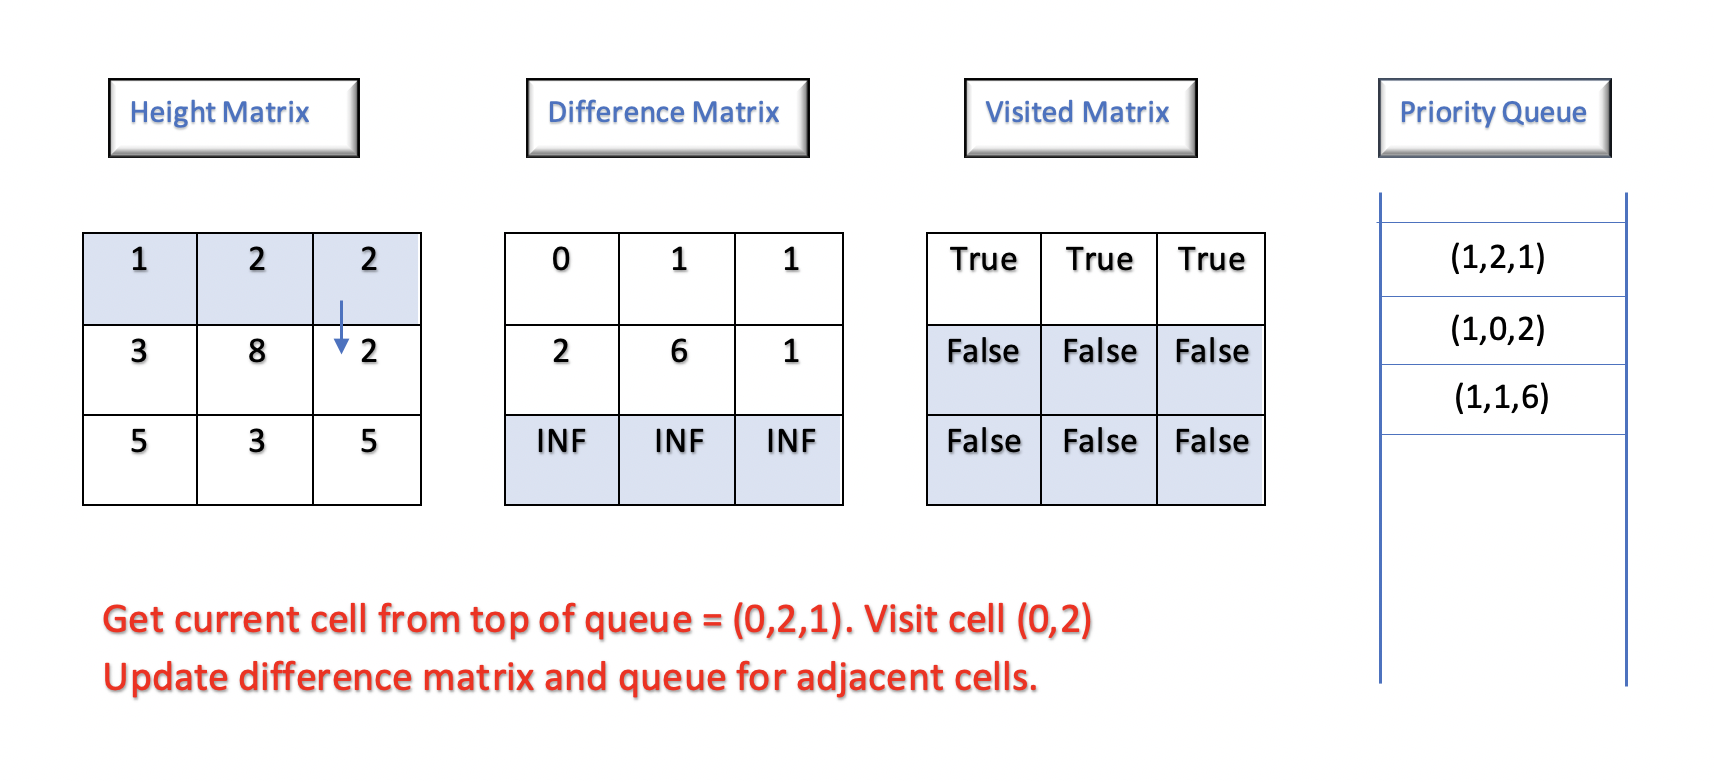 Height Matrix Difference Matrix Visited Matrix Priority Queue
1 2 2
3 8 2
5 3 5
0 1 1
2 6 1
INF INF INF
True True True
False False False
False False False
(1,2,1)
(1,0,2)
(1,1,6)
Get current cell from top of queue = (0,2,1). Visit cell (0,2)
Update difference matrix and queue for adjacent cells.